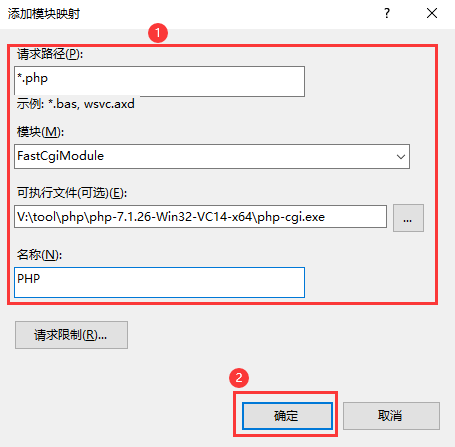 添加模块映射
? ×
1
请求路径(P):
*.php
示例: *.bas, wsvc.axd
模块(M):
FastCgiModule
可执行文件(可选)(E):
V:\tool\php\php-7.1.26-Win32-VC14-x64\php-cgi.exe
...
名称(N):
PHP
请求限制(R)...
2
确定
取消